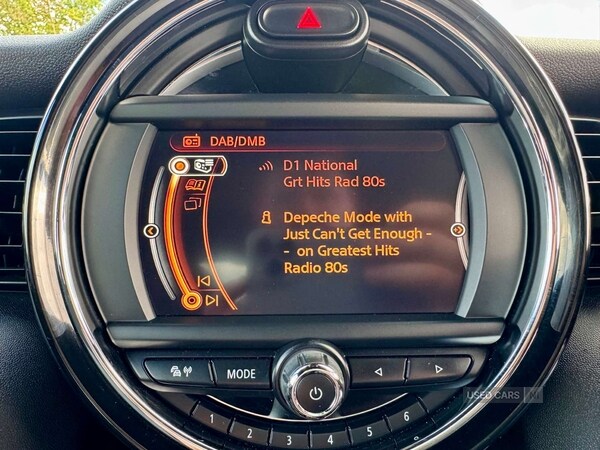 DAB/DMB
D1 National
Grt Hits Rad 80s
Depeche Mode with
Just Can't Get Enough -
- on Greatest Hits
Radio 80s
MODE
1 2 3 4 5 6
USED CARS NI